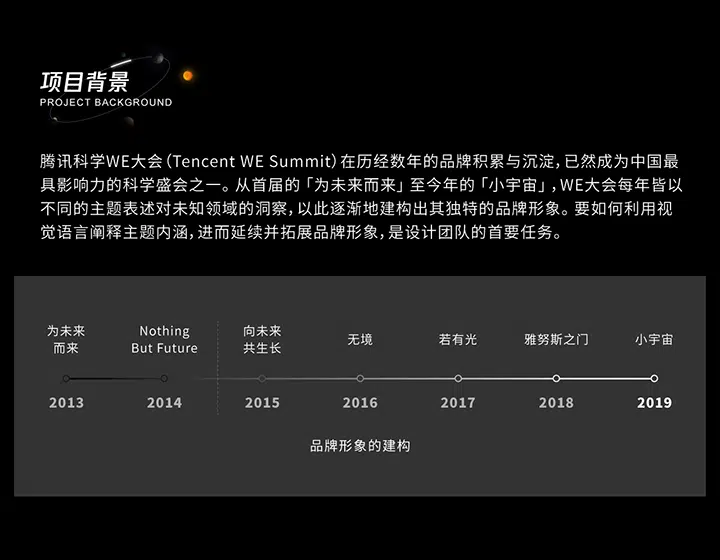 项目背景
PROJECT BACKGROUND
腾讯科学WE大会（Tencent WE Summit）在历经数年的品牌积累与沉淀，已然成为中国最
具影响力的科学盛会之一。从首届的「为未来而来」至今年的「小宇宙」，WE大会每年皆以
不同的主题表述对未知领域的洞察，以此逐渐地建构出其独特的品牌形象。要如何利用视
觉语言阐释主题内涵，进而延续并拓展品牌形象，是设计团队的首要任务。
为未来
而来
Nothing
But Future
向未来
共生长
无境
若有光
雅努斯之门
小宇宙
2013
2014
2015
2016
2017
2018
2019
品牌形象的建构